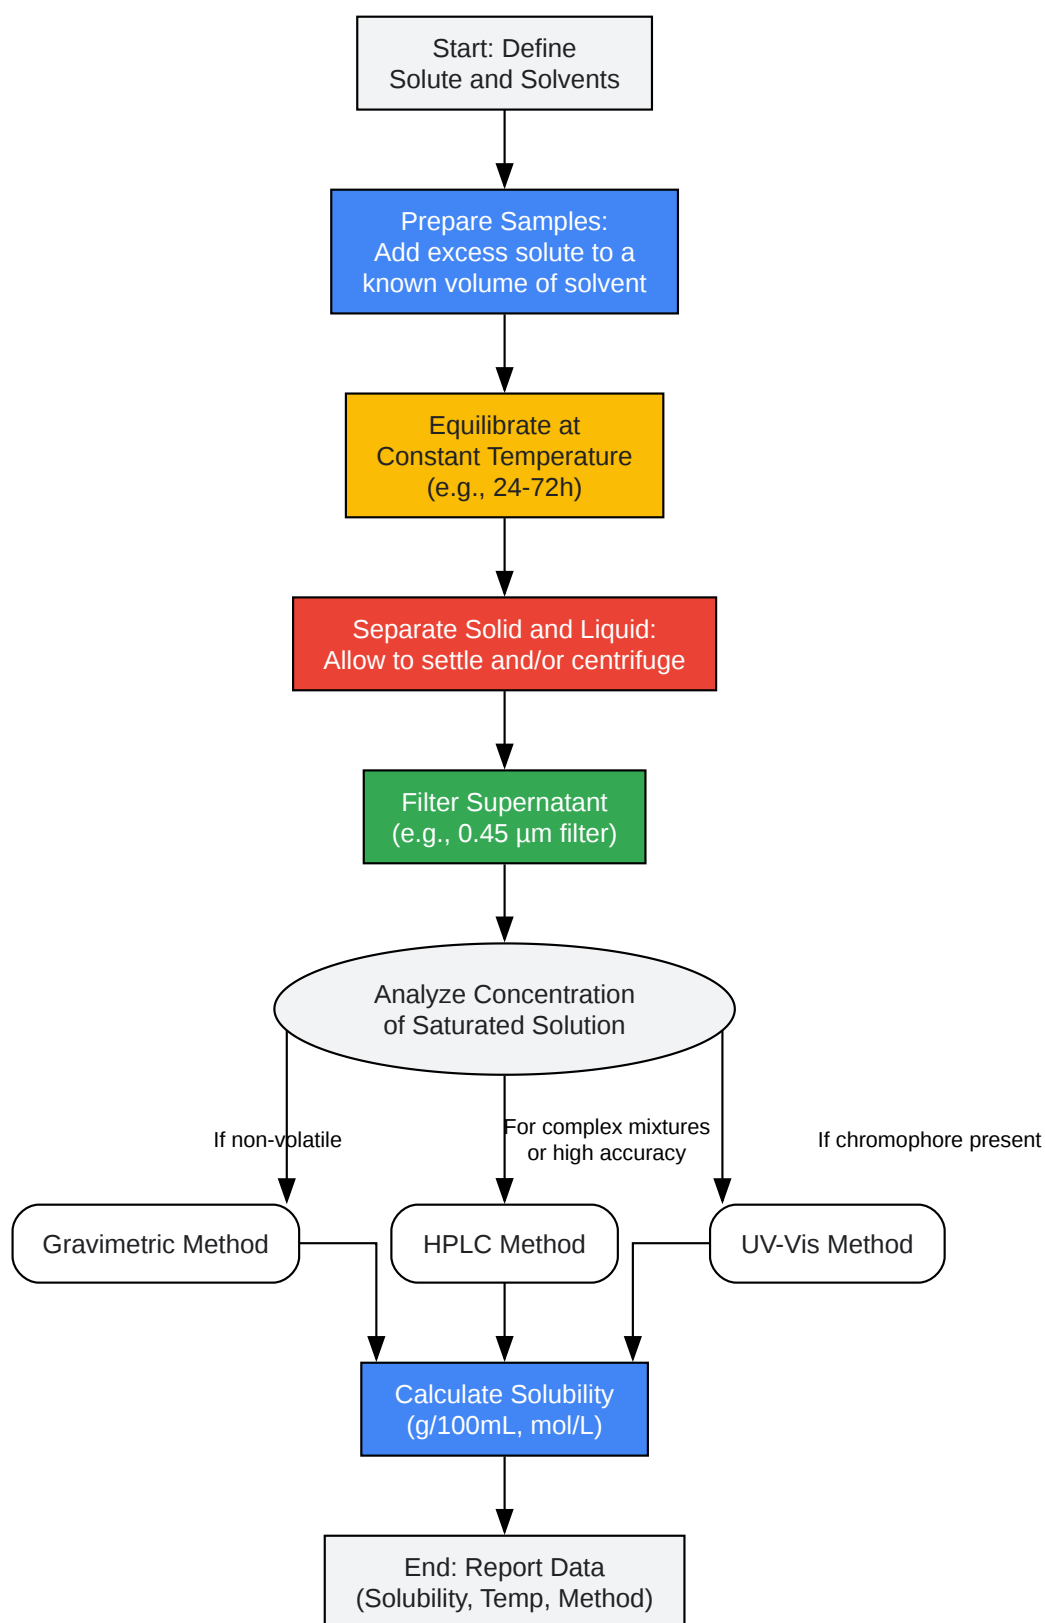 Start: Define
Solute and Solvents
Prepare Samples:
Add excess solute to a
known volume of solvent
Equilibrate at
Constant Temperature
(e.g., 24-72h)
Separate Solid and Liquid:
Allow to settle and/or centrifuge
Filter Supernatant
(e.g., 0.45 µm filter)
Analyze Concentration
of Saturated Solution
If non-volatile
For complex mixtures
or high accuracy
If chromophore present
Gravimetric Method
HPLC Method
UV-Vis Method
Calculate Solubility
(g/100mL, mol/L)
End: Report Data
(Solubility, Temp, Method)